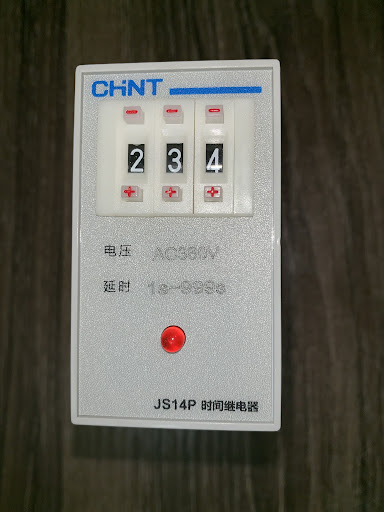 CHNT
- - -
2 3 4
+ + +
电压 AC380V
延时 1s-999s
JS14P 时间继电器